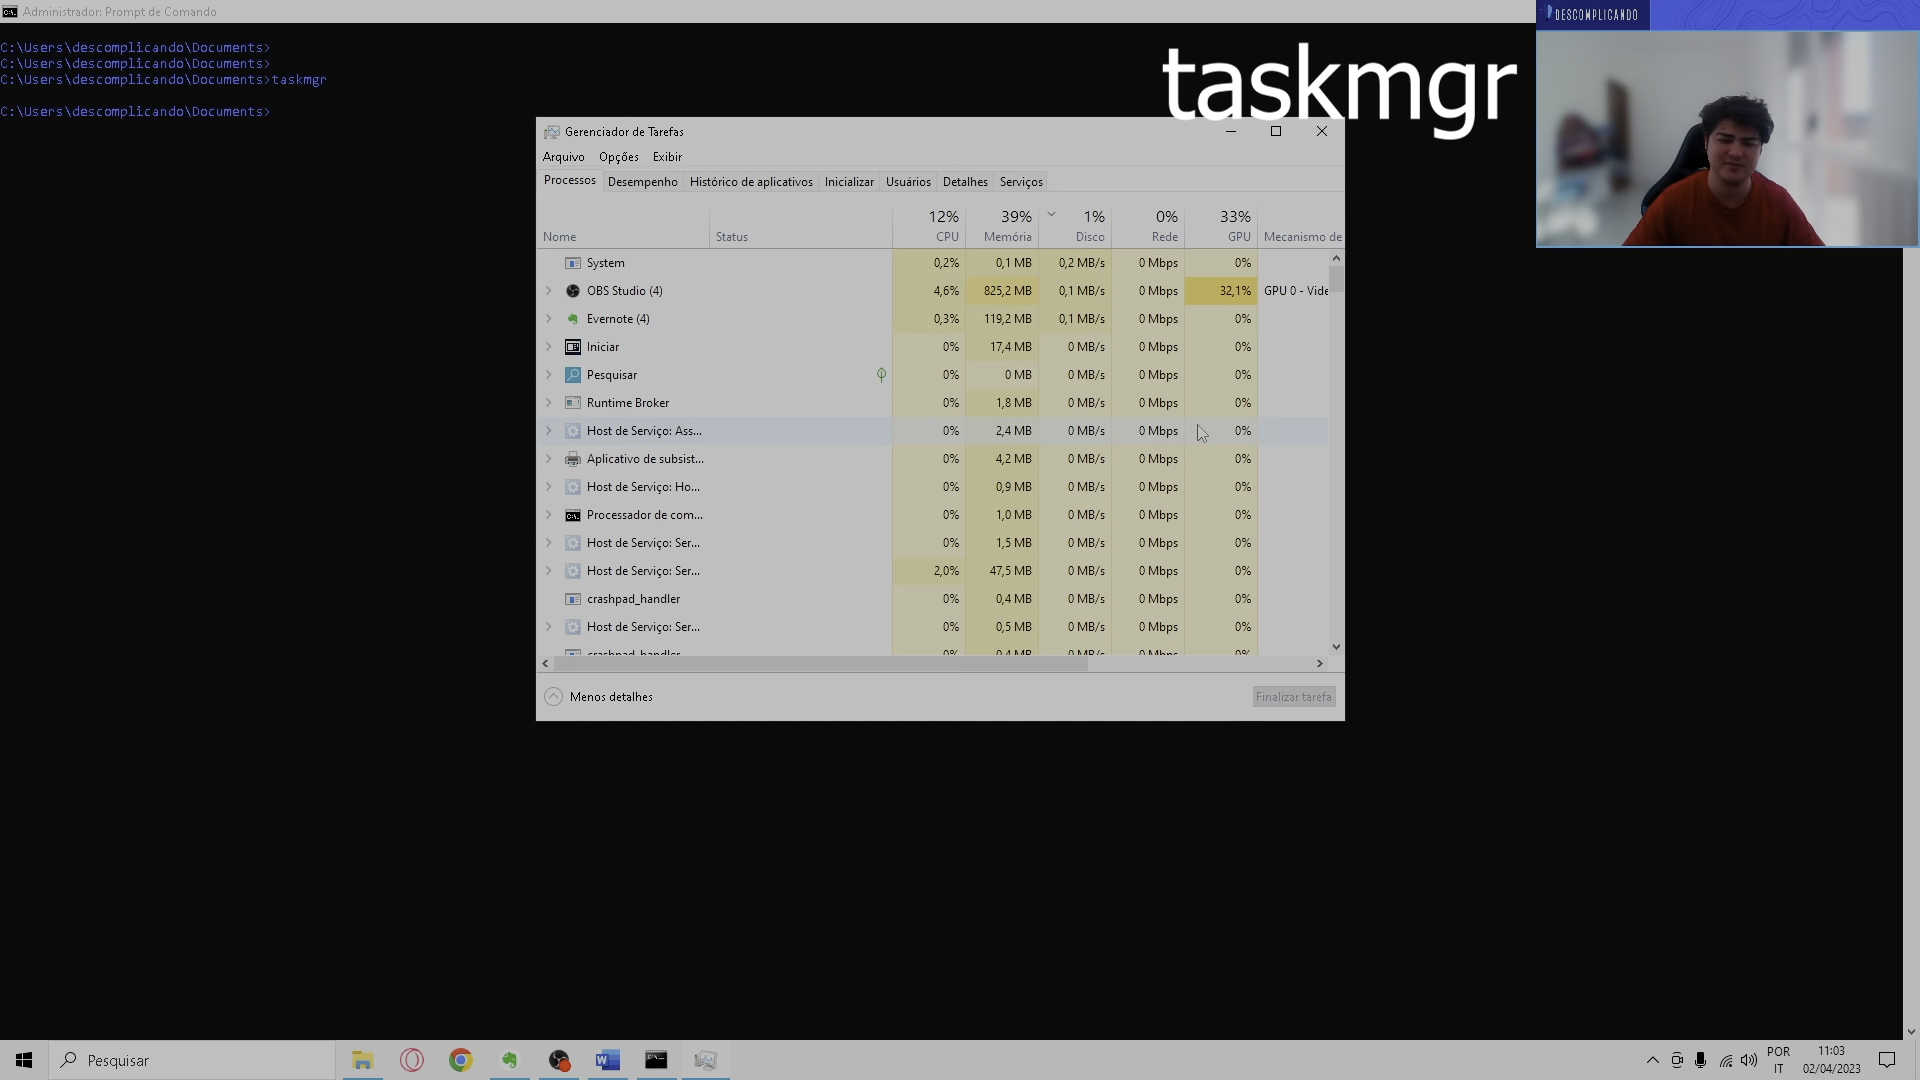 Administrador: Prompt de Comando
DESCOMPLICANDO
C:\Users\descomplicando\Documents>
C:\Users\descomplicando\Documents>
C:\Users\descomplicando\Documents>taskmgr
C:\Users\descomplicando\Documents>
taskmgr
Gerenciador de Tarefas
Arquivo Opções Exibir
Processos Desempenho Histórico de aplicativos Inicializar Usuários Detalhes Serviços
12% 39% 1% 0% 33%
Nome Status CPU Memória Disco Rede GPU Mecanismo de
System 0,2% 0,1 MB 0,2 MB/s 0 Mbps 0%
OBS Studio (4) 4,6% 825,2 MB 0,1 MB/s 0 Mbps 32,1% GPU 0 - Vide
Evernote (4) 0,3% 119,2 MB 0,1 MB/s 0 Mbps 0%
Iniciar 0% 17,4 MB 0 MB/s 0 Mbps 0%
Pesquisar 0% 0 MB 0 MB/s 0 Mbps 0%
Runtime Broker 0% 1,8 MB 0 MB/s 0 Mbps 0%
Host de Serviço: Ass... 0% 2,4 MB 0 MB/s 0 Mbps 0%
Aplicativo de subsist... 0% 4,2 MB 0 MB/s 0 Mbps 0%
Host de Serviço: Ho... 0% 0,9 MB 0 MB/s 0 Mbps 0%
Processador de com... 0% 1,0 MB 0 MB/s 0 Mbps 0%
Host de Serviço: Ser... 0% 1,5 MB 0 MB/s 0 Mbps 0%
Host de Serviço: Ser... 2,0% 47,5 MB 0 MB/s 0 Mbps 0%
crashpad_handler 0% 0,4 MB 0 MB/s 0 Mbps 0%
Host de Serviço: Ser... 0% 0,5 MB 0 MB/s 0 Mbps 0%
crashpad_handler 0% 0,4 MB 0 MB/s 0 Mbps 0%
Menos detalhes Finalizar tarefa
Pesquisar
POR 11:03
IT 02/04/2023